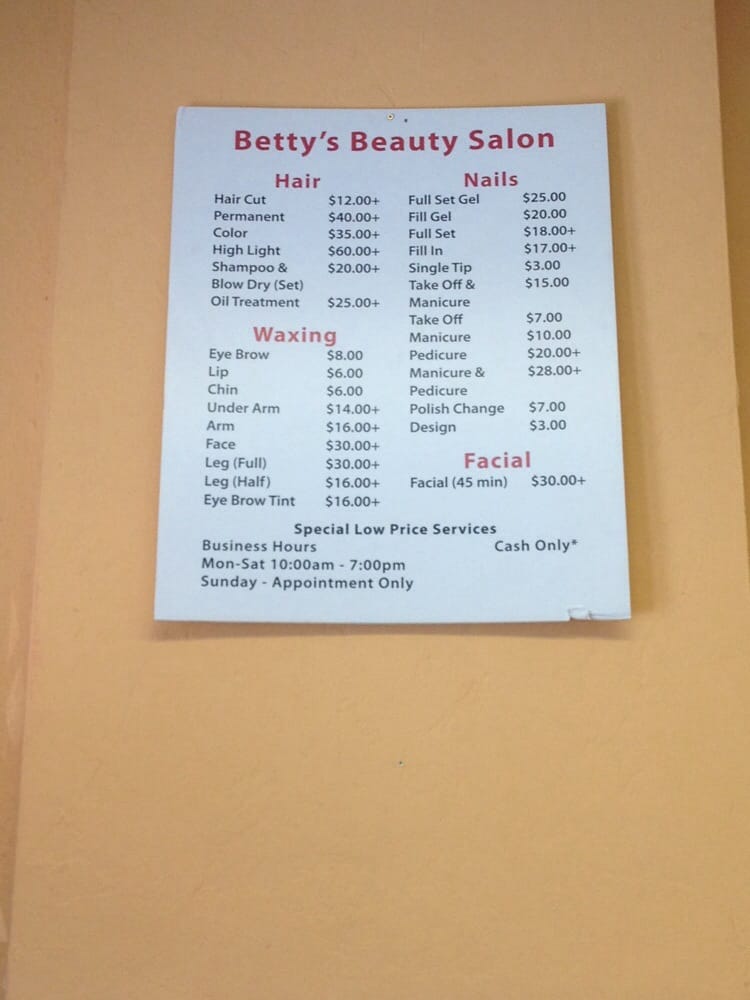 Betty's Beauty Salon
Hair
Hair Cut $12.00+
Permanent $40.00+
Color $35.00+
High Light $60.00+
Shampoo & $20.00+
Blow Dry (Set)
Oil Treatment $25.00+
Waxing
Eye Brow $8.00
Lip $6.00
Chin $6.00
Under Arm $14.00+
Arm $16.00+
Face $30.00+
Leg (Full) $30.00+
Leg (Half) $16.00+
Eye Brow Tint $16.00+
Nails
Full Set Gel $25.00
Fill Gel $20.00
Full Set $18.00+
Fill In $17.00+
Single Tip $3.00
Take Off & $15.00
Manicure
Take Off $7.00
Manicure $10.00
Pedicure $20.00+
Manicure & $28.00+
Pedicure
Polish Change $7.00
Design $3.00
Facial
Facial (45 min) $30.00+
Special Low Price Services
Business Hours Cash Only*
Mon-Sat 10:00am - 7:00pm
Sunday - Appointment Only